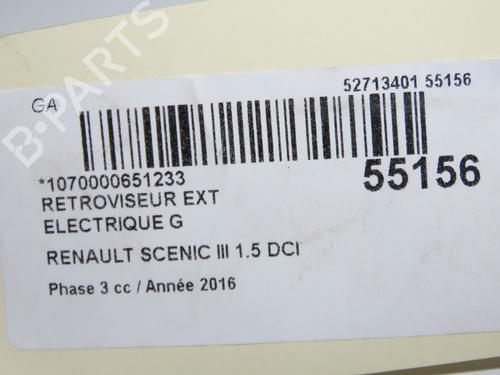 52713401 55156
GA
*1070000651233
55156
RETROVISEUR EXT
ELECTRIQUE G
RENAULT SCENIC III 1.5 DCI
Phase 3 cc / Année 2016
B-PARTS